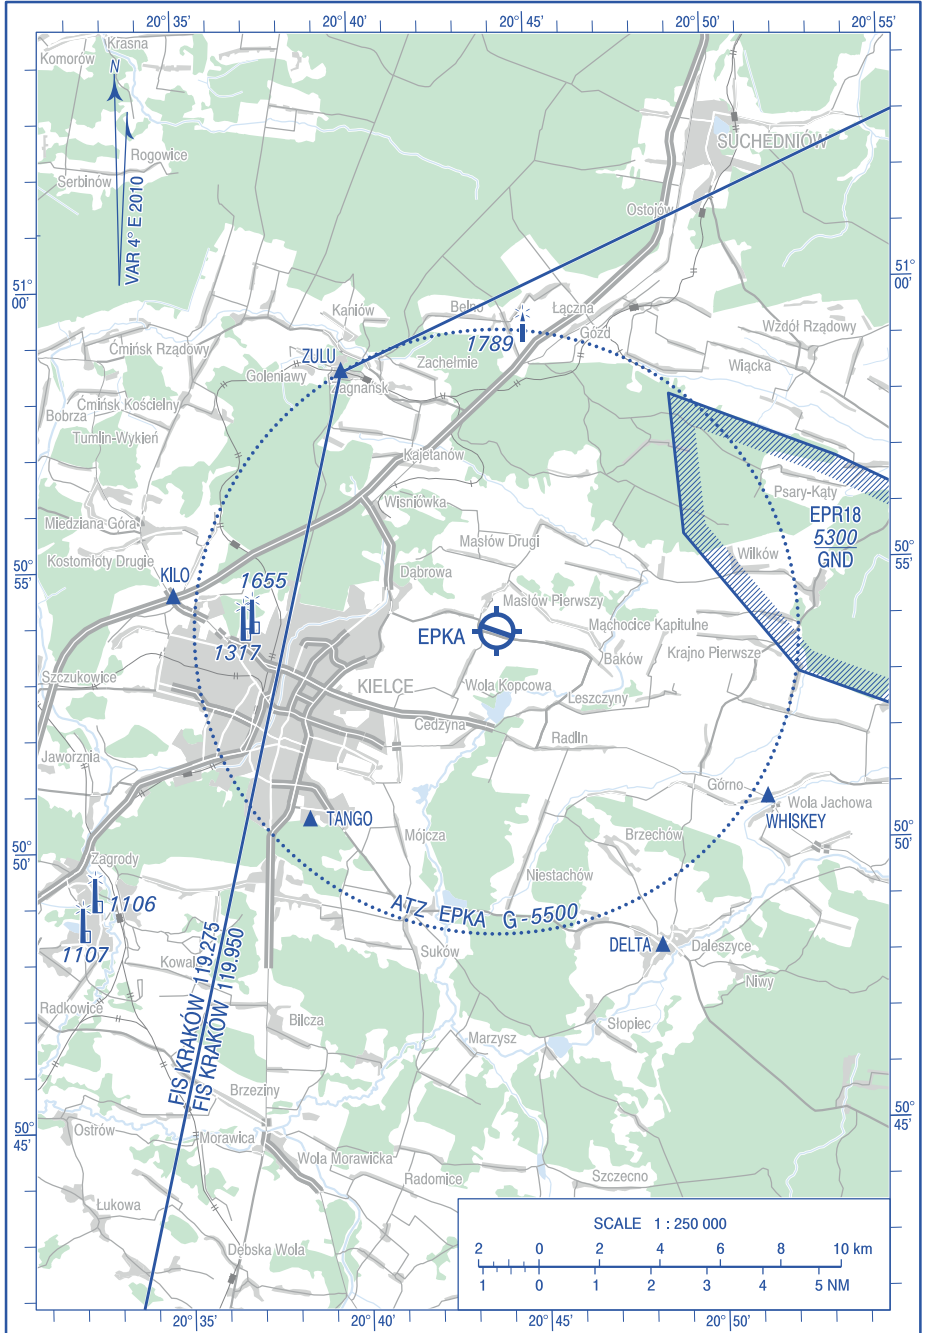 20° 35' 20° 40' 20° 45' 20° 50' 20° 55'
Krasna
Komorów
N
SUCHEDNIÓW
Rogowice
Serbinów
VAR 4° E 2010
Ostojów
51° 00'
51° 00'
Kaniów
Belno
Łączna
1789
Gózd
Wzdół Rządowy
Ćmińsk Rządowy
ZULU
Zachełmie
Wiącka
Goleniawy
Zagnańsk
Ćmińsk Kościelny
Bobrza
Tumlin-Wykień
Kajetanów
Psary-Kąty
Wiśniówka
EPR18
5300
GND
Miedziana Góra
Masłów Drugi
Wilków
50° 55'
Kostomłoty Drugie
50° 55'
KILO
1655
Dąbrowa
Masłów Pierwszy
Mąchocice Kapitulne
EPKA
1317
Baków
Krajno Pierwsze
Szczukowice
KIELCE
Wola Kopcowa
Leszczyny
Cedzyna
Radlin
Jaworznia
Górno
Wola Jachowa
WHISKEY
TANGO
Mójcza
Brzechów
50° 50'
50° 50'
Zagrody
Niestachów
1106
ATZ EPKA G-5500
1107
DELTA
Daleszyce
Suków
Kowal
Niwy
FIS KRAKÓW 119.275
FIS KRAKÓW 119.950
Radkowice
Bilcza
Słopiec
Marzysz
Brzeziny
50° 45'
Ostrów
Morawica
50° 45'
Wola Morawicka
Radomice
Szczecno
Łukowa
SCALE 1 : 250 000
Dębska Wola
2 0 2 4 6 8 10 km
1 0 1 2 3 4 5 NM
20° 35' 20° 40' 20° 45' 20° 50'